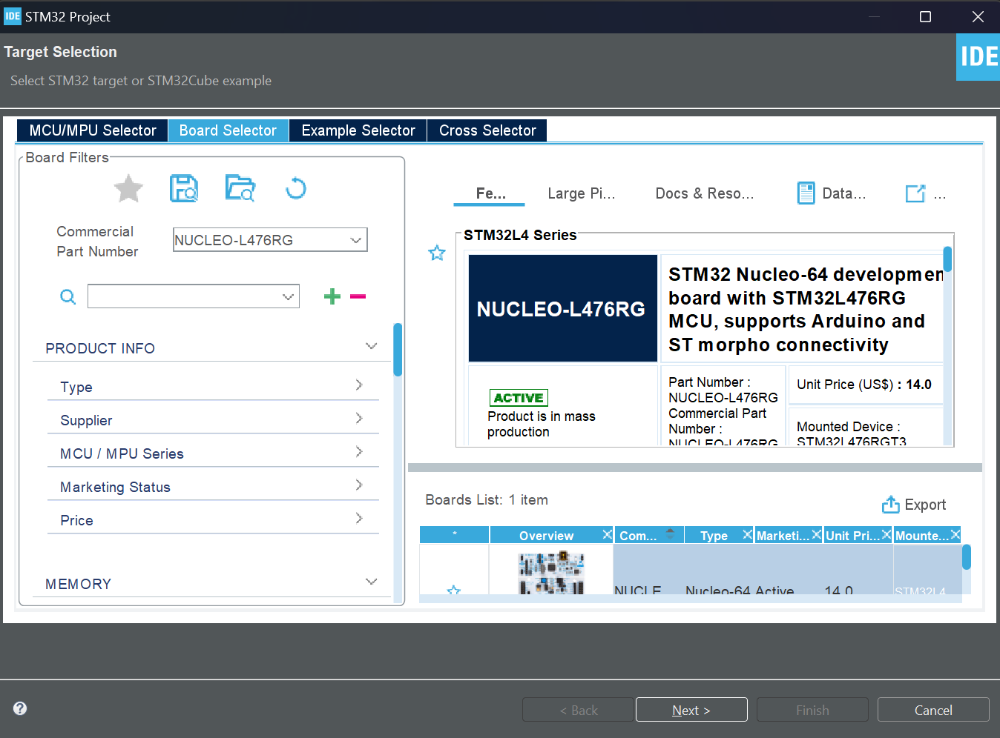 IDE STM32 Project
Target Selection
IDE
Select STM32 target or STM32Cube example
MCU/MPU Selector
Board Selector
Example Selector
Cross Selector
Board Filters
Commercial
Part Number
NUCLEO-L476RG
PRODUCT INFO
Type
Supplier
MCU / MPU Series
Marketing Status
Price
MEMORY
Fe...
Large Pi...
Docs & Reso...
Data...
...
STM32L4 Series
NUCLEO-L476RG
STM32 Nucleo-64 developmen
board with STM32L476RG
MCU, supports Arduino and
ST morpho connectivity
ACTIVE
Product is in mass
production
Part Number :
NUCLEO-L476RG
Commercial Part
Number :
NUCLEO-L476RG
Unit Price (US$) : 14.0
Mounted Device :
STM32L476RGT3
Boards List: 1 item
Export
*
Overview
Com...
Type
Marketi...
Unit Pri...
Mounte...
NUCLE
Nucleo-64
Active
14.0
STM32L4
< Back
Next >
Finish
Cancel